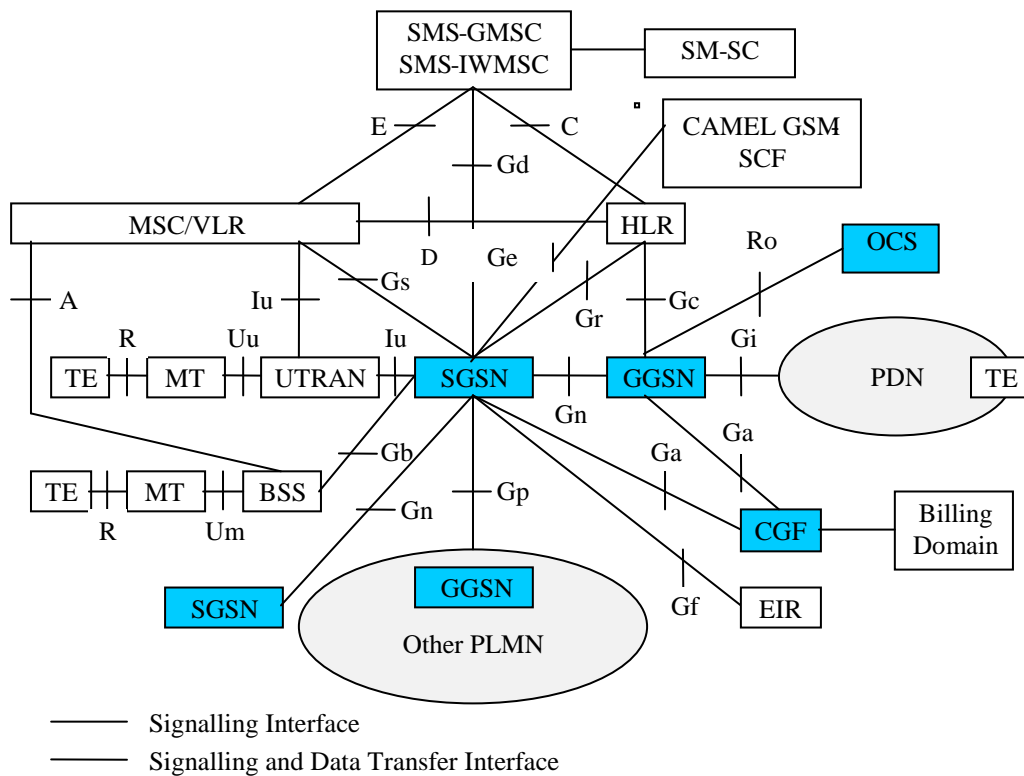 SMS-GMSC
SMS-IWMSC
SM-SC
E
C
CAMEL GSM-
SCF
Gd
MSC/VLR
HLR
OCS
D
Ge
Ro
A
Iu
Gs
Gr
Gc
R
Uu
Iu
Gi
TE
MT
UTRAN
SGSN
GGSN
PDN
TE
Gn
Gb
Ga
Ga
TE
MT
BSS
Gp
R
Um
Gn
CGF
Billing
Domain
SGSN
GGSN
Gf
EIR
Other PLMN
Signalling Interface
Signalling and Data Transfer Interface